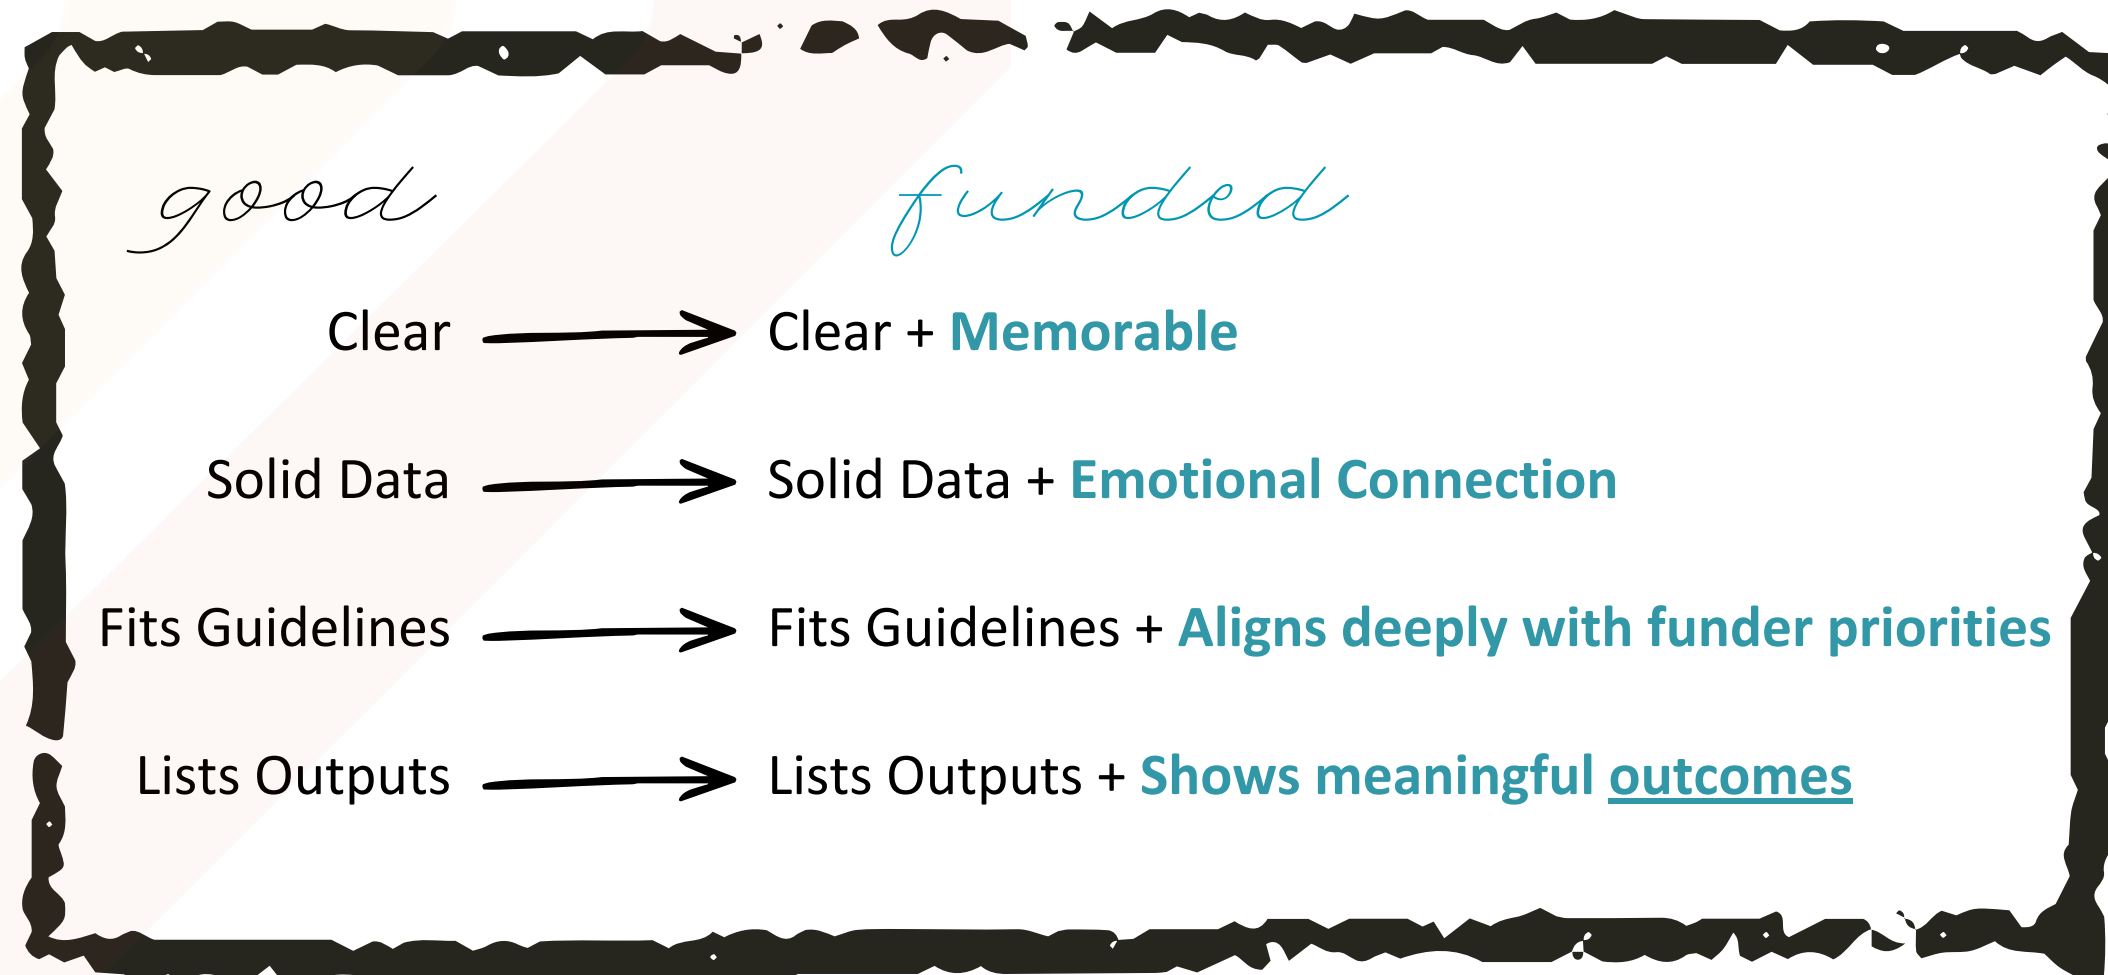 good funded
Clear Clear + Memorable
Solid Data Solid Data + Emotional Connection
Fits Guidelines Fits Guidelines + Aligns deeply with funder priorities
Lists Outputs Lists Outputs + Shows meaningful outcomes